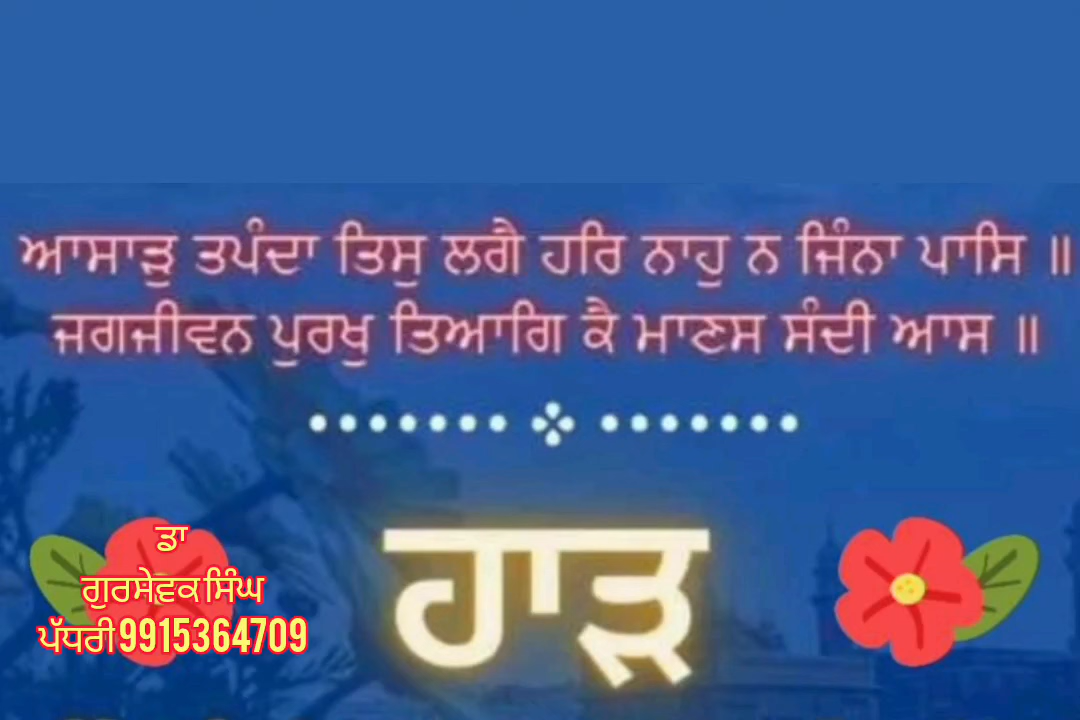 ਆਸਾੜੁ ਤਪੰਦਾ ਤਿਸੁ ਲਗੈ ਹਰਿ ਨਾਹੁ ਨ ਜਿੰਨਾ ਪਾਸਿ ॥
ਜਗਜੀਵਨ ਪੁਰਖੁ ਤਿਆਗਿ ਕੈ ਮਾਣਸ ਸੰਦੀ ਆਸ ॥
ਹਾੜ
ਡਾ
ਗੁਰਸੇਵਕ ਸਿੰਘ
ਪੱਧਰੀ 9915364709